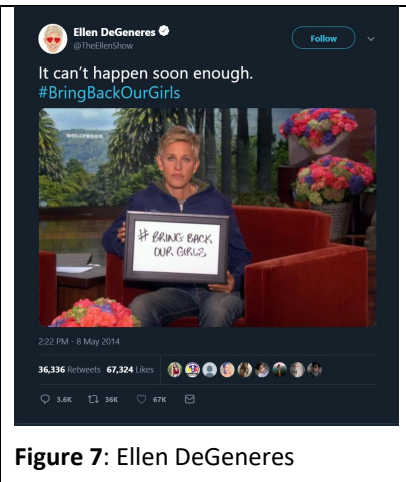 Ellen DeGeneres
@TheEllenShow
Follow
It can't happen soon enough.
#BringBackOurGirls
HOLLYWOOD
# BRING BACK
OUR GIRLS
2:22 PM - 8 May 2014
36,336 Retweets 67,324 Likes
3.6K 36K 67K
Figure 7: Ellen DeGeneres